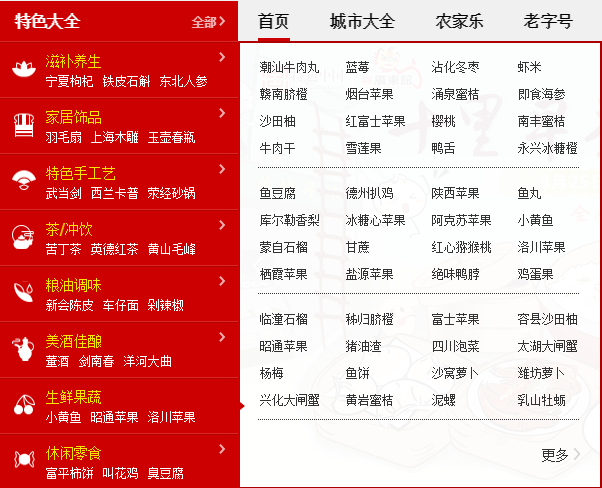 特色大全 全部
首页 城市大全 农家乐 老字号
滋补养生
宁夏枸杞 铁皮石斛 东北人参
家居饰品
羽毛扇 上海木雕 玉壶春瓶
特色手工艺
武当剑 西兰卡普 荥经砂锅
茶/冲饮
苦丁茶 英德红茶 黄山毛峰
粮油调味
新会陈皮 车仔面 剁辣椒
美酒佳酿
董酒 剑南春 洋河大曲
生鲜果蔬
小黄鱼 昭通苹果 洛川苹果
休闲零食
富平柿饼 叫花鸡 臭豆腐
潮汕牛肉丸 蓝莓 沾化冬枣 虾米
赣南脐橙 烟台苹果 涌泉蜜桔 即食海参
沙田柚 红富士苹果 樱桃 南丰蜜桔
牛肉干 雪莲果 鸭舌 永兴冰糖橙
鱼豆腐 德州扒鸡 陕西苹果 鱼丸
库尔勒香梨 冰糖心苹果 阿克苏苹果 小黄鱼
蒙自石榴 甘蔗 红心猕猴桃 洛川苹果
栖霞苹果 盐源苹果 绝味鸭脖 鸡蛋果
临潼石榴 秭归脐橙 富士苹果 容县沙田柚
昭通苹果 猪油渣 四川泡菜 太湖大闸蟹
杨梅 鱼饼 沙窝萝卜 潍坊萝卜
兴化大闸蟹 黄岩蜜桔 泥螺 乳山牡蛎
更多